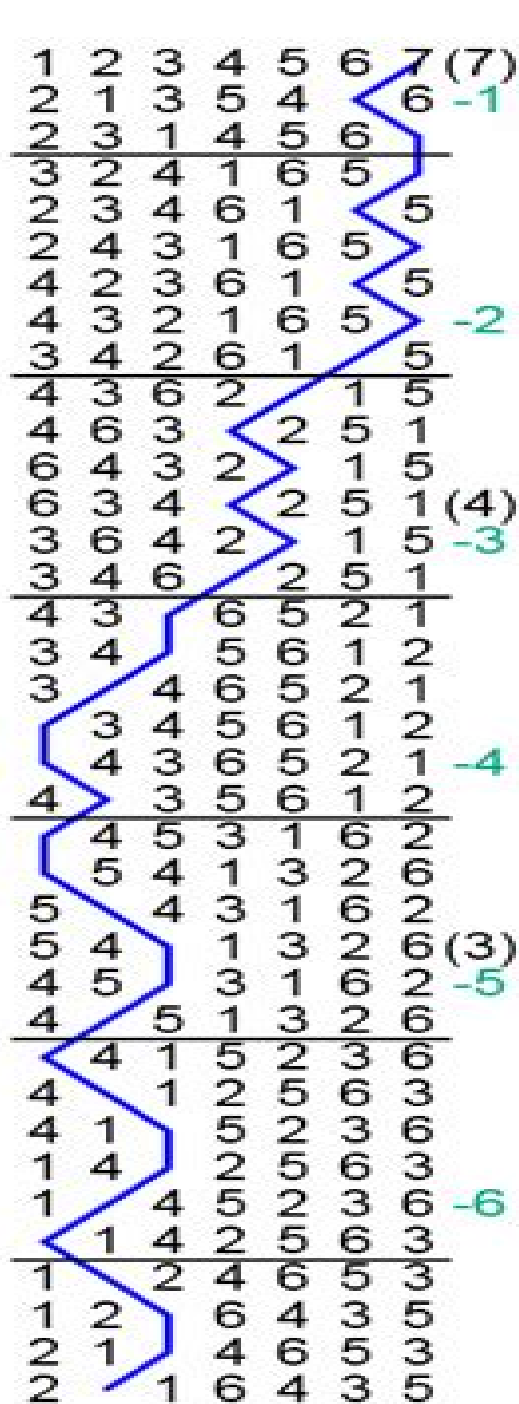 1 2 3 4 5 6 7 (7)
2 1 3 5 4 6 -1
2 3 1 4 5 6
3 2 4 1 6 5
2 3 4 6 1 5
2 4 3 1 6 5
4 2 3 6 1 5
4 3 2 1 6 5 -2
3 4 2 6 1 5
4 3 6 2 1 5
4 6 3 2 5 1
6 4 3 2 1 5
6 3 4 2 5 1 (4)
3 6 4 2 1 5 -3
3 4 6 2 5 1
4 3 6 5 2 1
3 4 5 6 1 2
3 4 6 5 2 1
3 4 5 6 1 2
4 3 6 5 2 1 -4
4 3 5 6 1 2
4 5 3 1 6 2
5 4 1 3 2 6
5 4 3 1 6 2
5 4 1 3 2 6 (3)
4 5 3 1 6 2 -5
4 5 1 3 2 6
4 1 5 2 3 6
4 1 2 5 6 3
4 1 5 2 3 6
1 4 2 5 6 3
1 4 5 2 3 6 -6
1 4 2 5 6 3
1 2 4 6 5 3
1 2 6 4 3 5
2 1 4 6 5 3
2 1 6 4 3 5